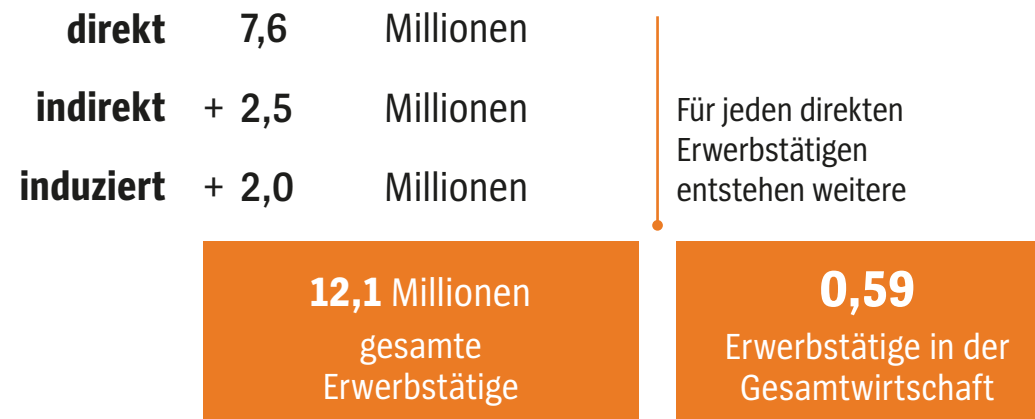 direkt 7,6 Millionen
indirekt + 2,5 Millionen
induziert + 2,0 Millionen
Für jeden direkten
Erwerbstätigen
entstehen weitere
12,1 Millionen
gesamte
Erwerbstätige
0,59
Erwerbstätige in der
Gesamtwirtschaft